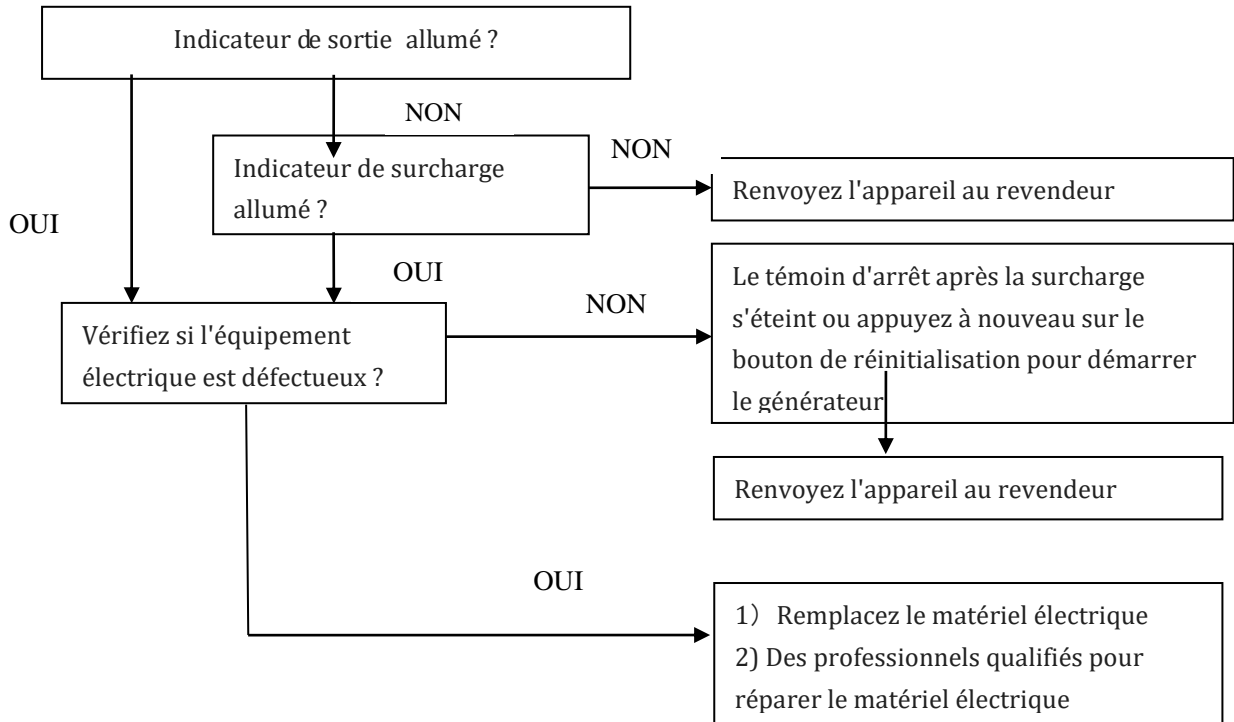 Indicateur de sortie allumé ?
NON
Indicateur de surcharge
allumé ?
NON
Renvoyez l'appareil au revendeur
OUI
OUI
Vérifiez si l'équipement
électrique est défectueux ?
NON
Le témoin d'arrêt après la surcharge
s'éteint ou appuyez à nouveau sur le
bouton de réinitialisation pour démarrer
le générateur
Renvoyez l'appareil au revendeur
OUI
1） Remplacez le matériel électrique
2) Des professionnels qualifiés pour
réparer le matériel électrique